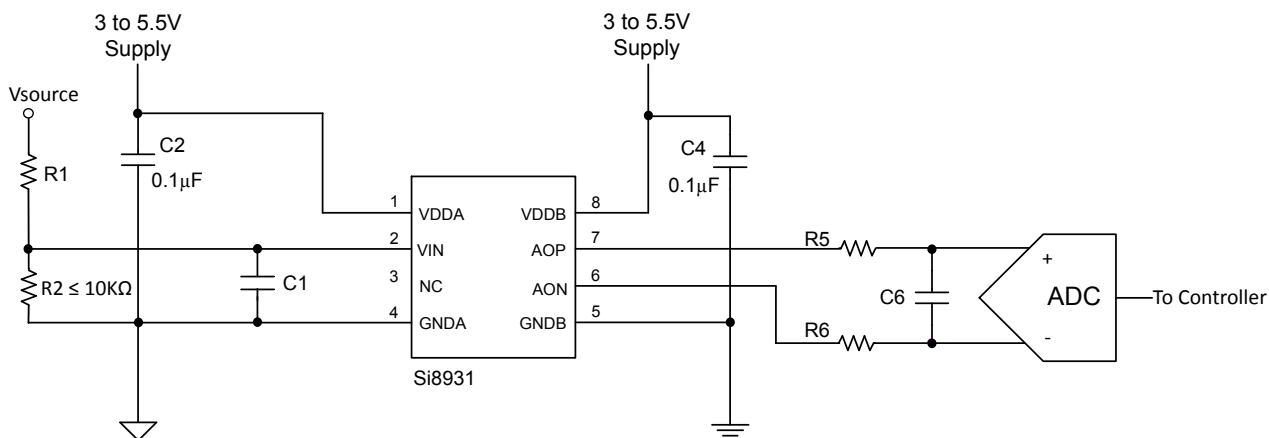 3 to 5.5V
Supply
3 to 5.5V
Supply
Vsource
C2
0.1μF
C4
0.1μF
R1
1
VDDA
VDDB
8
2
VIN
AOP
7
R5
3
NC
AON
6
C1
R2 ≤ 10KΩ
4
GNDA
GNDB
5
R6
C6
+
-
ADC
To Controller
Si8931